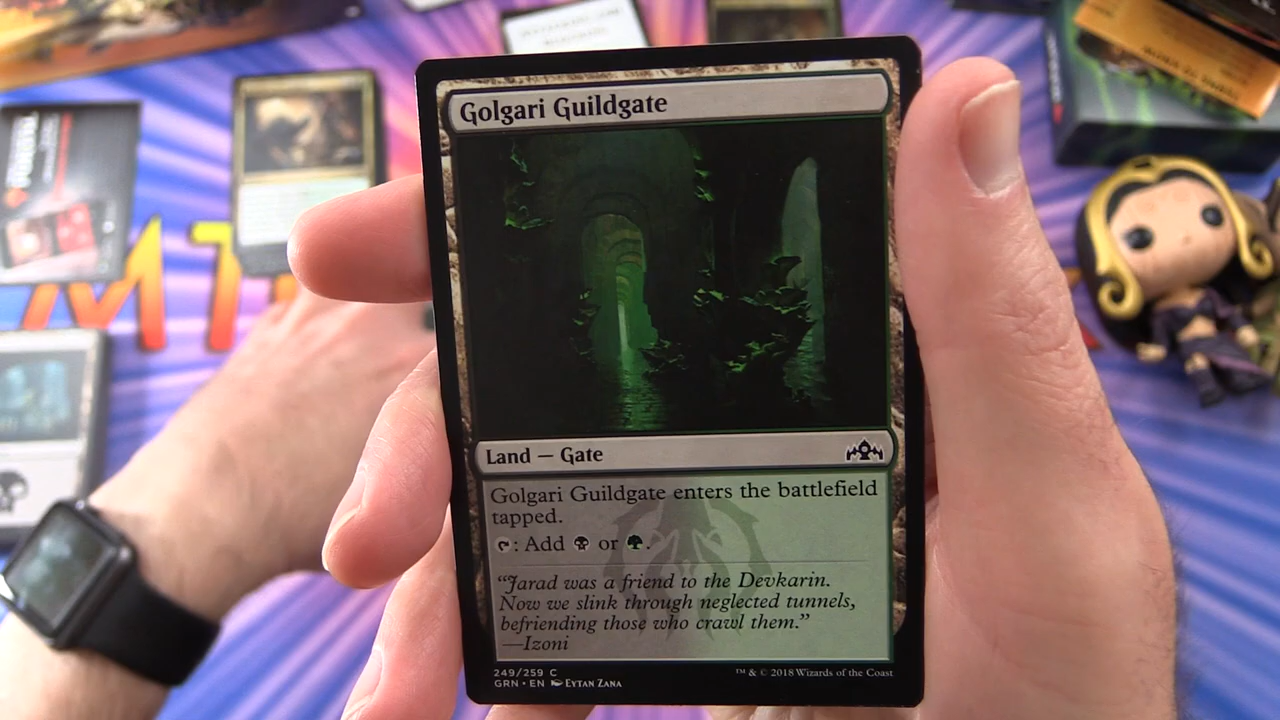 Golgari Guildgate
Land — Gate
Golgari Guildgate enters the battlefield
tapped.
: Add or .
“Jarad was a friend to the Devkarin.
Now we slink through neglected tunnels,
befriending those who crawl them.”
—Izoni
249/259 C
GRN • EN Eytan Zana
™ & © 2018 Wizards of the Coast